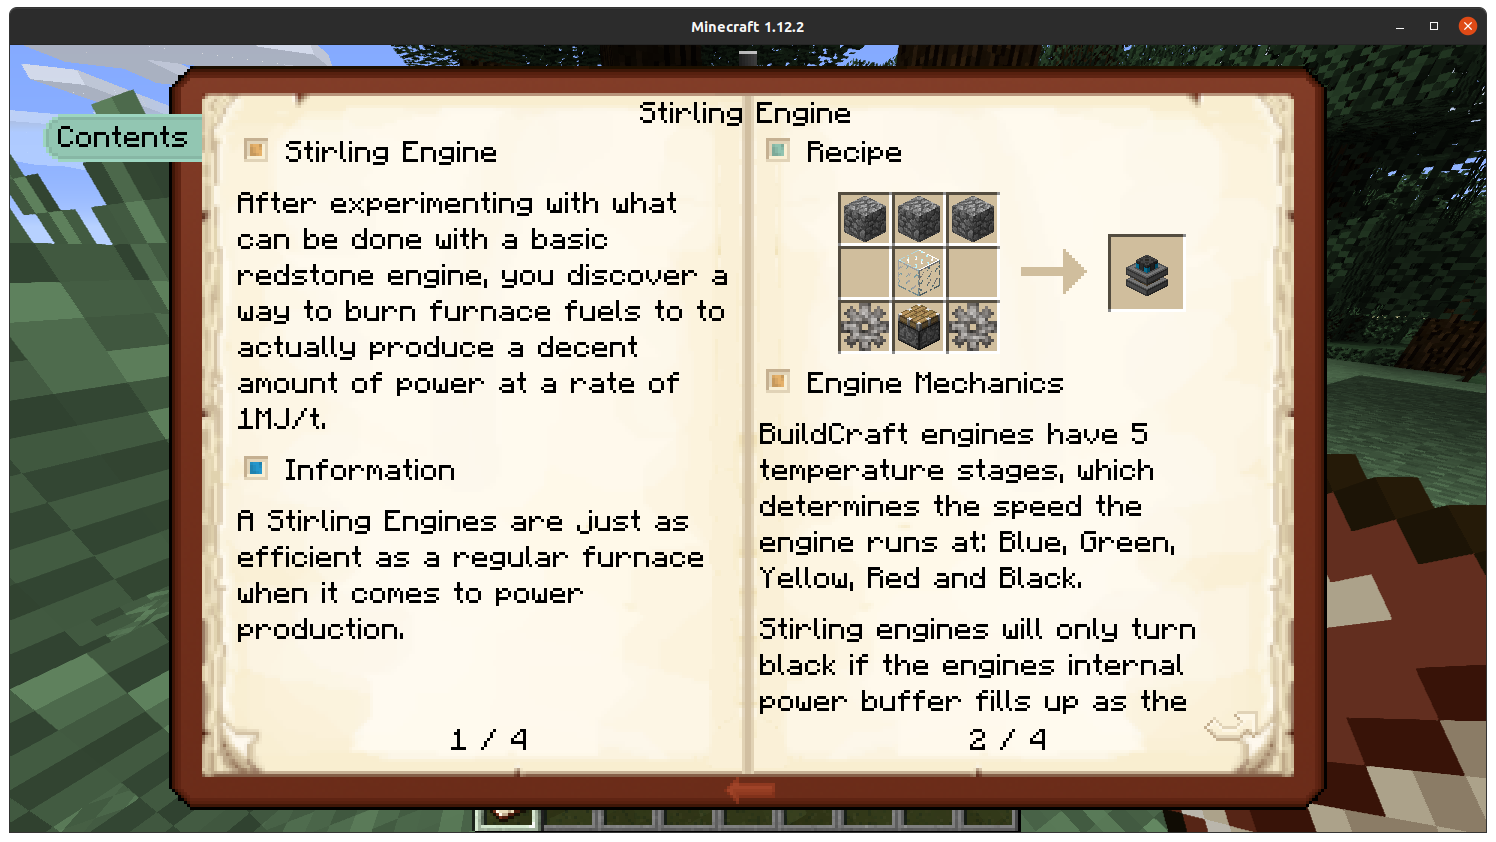 Minecraft 1.12.2
Contents
Stirling Engine
Stirling Engine
After experimenting with what
can be done with a basic
redstone engine, you discover a
way to burn furnace fuels to to
actually produce a decent
amount of power at a rate of
1MJ/t.
Information
A Stirling Engines are just as
efficient as a regular furnace
when it comes to power
production.
1 / 4
Recipe
Engine Mechanics
BuildCraft engines have 5
temperature stages, which
determines the speed the
engine runs at: Blue, Green,
Yellow, Red and Black.
Stirling engines will only turn
black if the engines internal
power buffer fills up as the
2 / 4